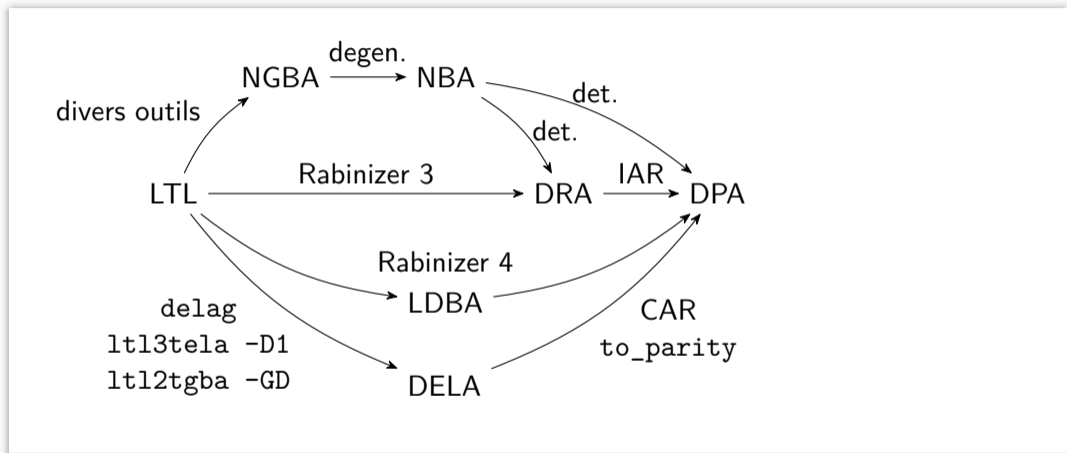 degen.
NGBA
NBA
divers outils
det.
det.
Rabinizer 3
IAR
LTL
DRA
DPA
Rabinizer 4
LDBA
delag
ltl3tela -D1
ltl2tgba -GD
CAR
to_parity
DELA